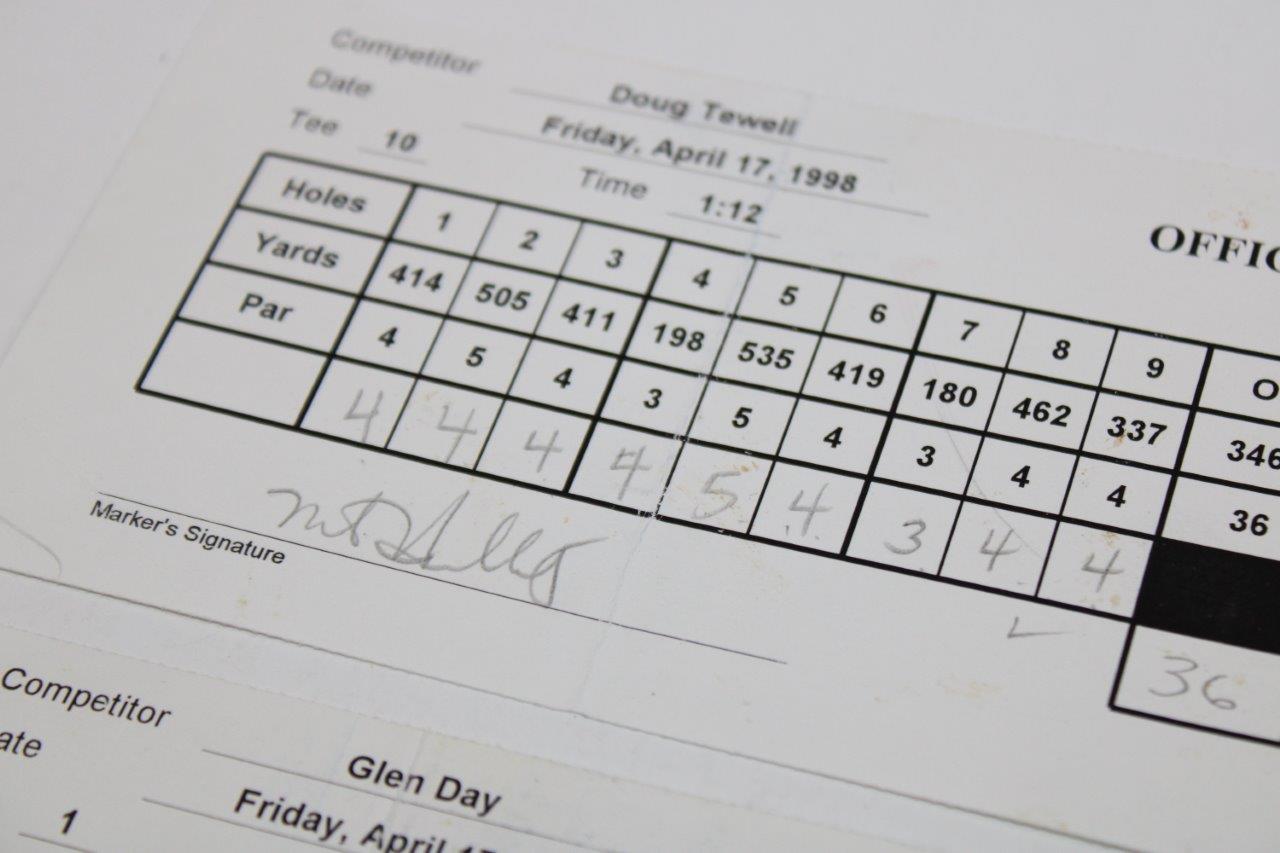 Competitor Doug Tewell
Date Friday, April 17, 1998
Tee 10 Time 1:12
OFFIC
Holes 1 2 3 4 5 6 7 8 9 O
Yards 414 505 411 198 535 419 180 462 337 346
Par 4 5 4 3 5 4 3 4 4 36
4 4 4 4 5 4 3 4 4
36
Marker's Signature
Competitor Glen Day
ate Friday, April
1